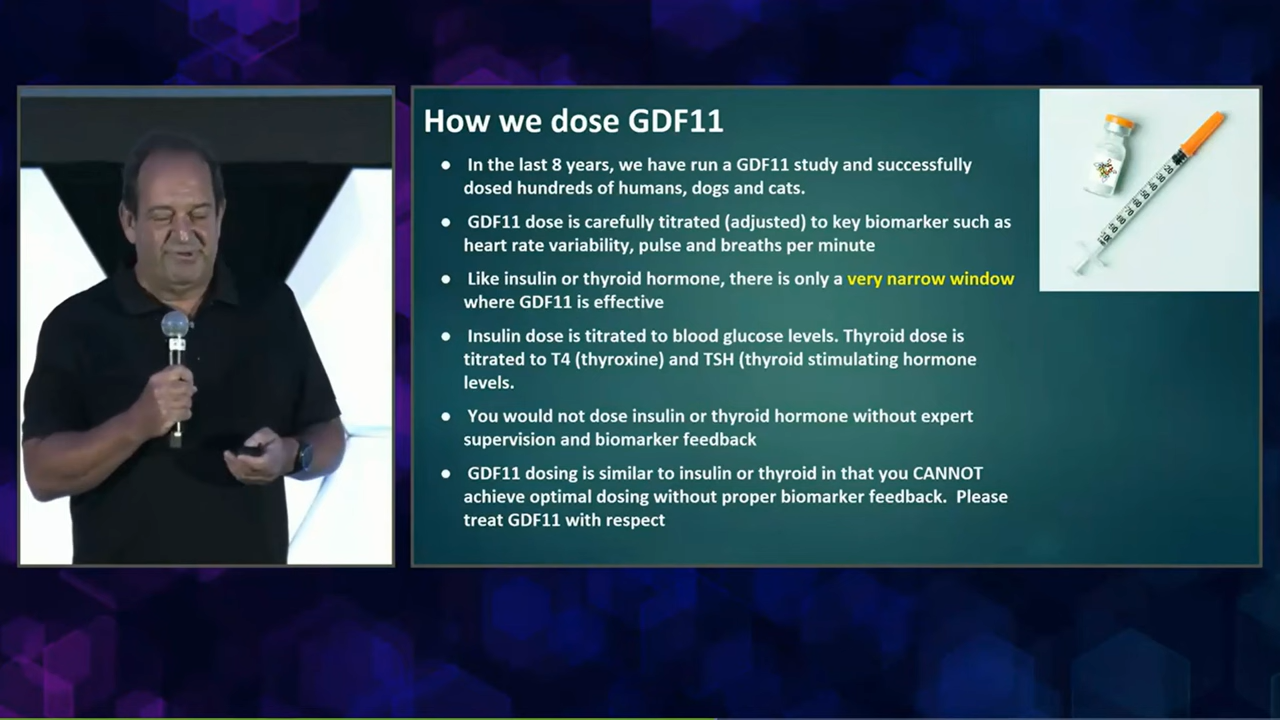 How we dose GDF11
● In the last 8 years, we have run a GDF11 study and successfully
dosed hundreds of humans, dogs and cats.
● GDF11 dose is carefully titrated (adjusted) to key biomarker such as
heart rate variability, pulse and breaths per minute
● Like insulin or thyroid hormone, there is only a very narrow window
where GDF11 is effective
● Insulin dose is titrated to blood glucose levels. Thyroid dose is
titrated to T4 (thyroxine) and TSH (thyroid stimulating hormone
levels.
● You would not dose insulin or thyroid hormone without expert
supervision and biomarker feedback
● GDF11 dosing is similar to insulin or thyroid in that you CANNOT
achieve optimal dosing without proper biomarker feedback. Please
treat GDF11 with respect